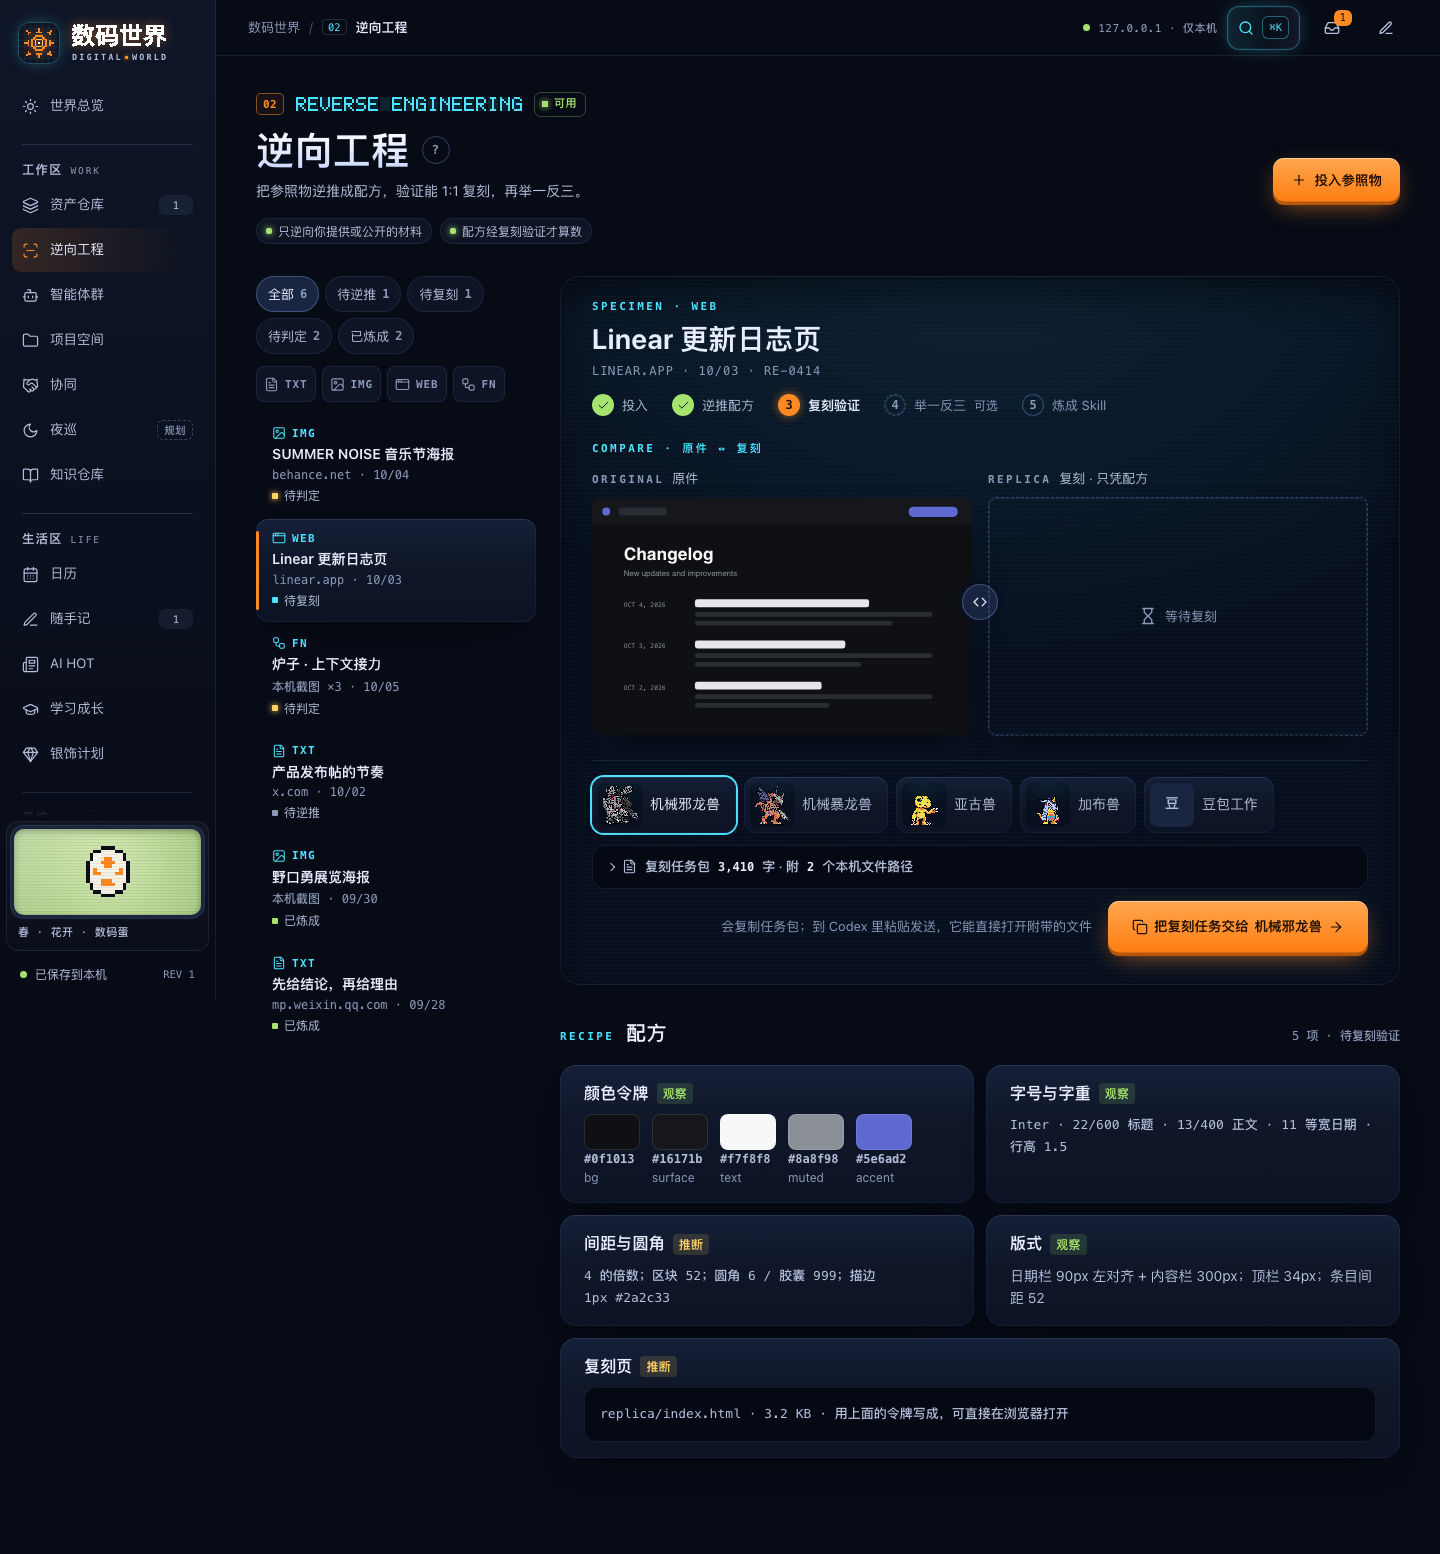 数码世界
DIGITAL WORLD
世界总览
工作区 WORK
资产仓库 1
逆向工程
智能体群
项目空间
协同
夜巡 规划
知识仓库
生活区 LIFE
日历
随手记 1
AI HOT
学习成长
银饰计划
春 · 花开 · 数码蛋
已保存到本机 REV 1
数码世界 / 02 逆向工程
127.0.0.1 · 仅本机
⌘K
1
02 REVERSE ENGINEERING 可用
逆向工程 ?
把参照物逆推成配方，验证能 1:1 复刻，再举一反三。
只逆向你提供或公开的材料 配方经复刻验证才算数
+ 投入参照物
全部 6 待逆推 1 待复刻 1
待判定 2 已炼成 2
TXT IMG WEB FN
IMG
SUMMER NOISE 音乐节海报
behance.net · 10/04
待判定
WEB
Linear 更新日志页
linear.app · 10/03
待复刻
FN
炉子 · 上下文接力
本机截图 ×3 · 10/05
待判定
TXT
产品发布帖的节奏
x.com · 10/02
待逆推
IMG
野口勇展览海报
本机截图 · 09/30
已炼成
TXT
先给结论，再给理由
mp.weixin.qq.com · 09/28
已炼成
SPECIMEN · WEB
Linear 更新日志页
LINEAR.APP · 10/03 · RE-0414
投入 逆推配方 3 复刻验证 4 举一反三 可选 5 炼成 Skill
COMPARE · 原件 ↔ 复刻
ORIGINAL 原件
REPLICA 复刻 · 只凭配方
Changelog
New updates and improvements
OCT 4, 2026
OCT 3, 2026
OCT 2, 2026
等待复刻
机械邪龙兽 机械暴龙兽 亚古兽 加布兽 豆 豆包工作
复刻任务包 3,410 字 · 附 2 个本机文件路径
会复制任务包；到 Codex 里粘贴发送，它能直接打开附带的文件
把复刻任务交给 机械邪龙兽 →
RECIPE 配方
5 项 · 待复刻验证
颜色令牌 观察
#0f1013 #16171b #f7f8f8 #8a8f98 #5e6ad2
bg surface text muted accent
字号与字重 观察
Inter · 22/600 标题 · 13/400 正文 · 11 等宽日期 ·
行高 1.5
间距与圆角 推断
4 的倍数；区块 52；圆角 6 / 胶囊 999；描边
1px #2a2c33
版式 观察
日期栏 90px 左对齐 + 内容栏 300px；顶栏 34px；条目间
距 52
复刻页 推断
replica/index.html · 3.2 KB · 用上面的令牌写成，可直接在浏览器打开